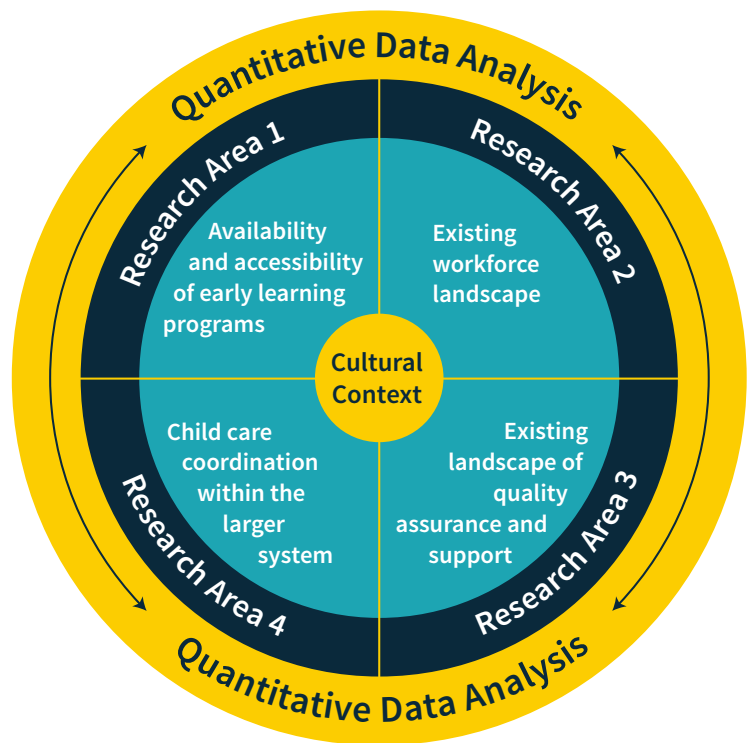 Quantitative Data Analysis
Research Area 1
Availability
and accessibility
of early learning
programs
Research Area 2
Existing
workforce
landscape
Cultural
Context
Research Area 3
Existing
landscape of
quality
assurance and
support
Research Area 4
Child care
coordination
within the
larger
system
Quantitative Data Analysis